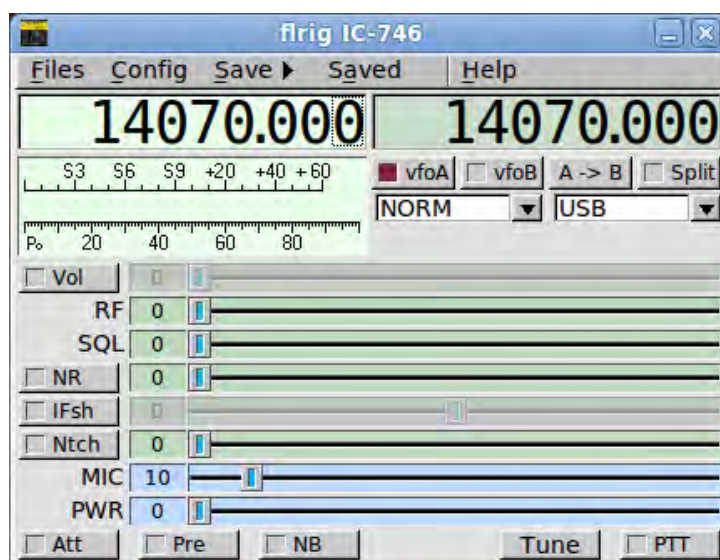 flrig IC-746
Files Config Save Saved Help
14070.000 14070.000
S3 S6 S9 +20 +40 +60
vfoA vfoB A -> B Split
NORM USB
Po 20 40 60 80
Vol 0
RF 0
SQL 0
NR 0
IFsh 0
Ntch 0
MIC 10
PWR 0
Att Pre NB Tune PTT